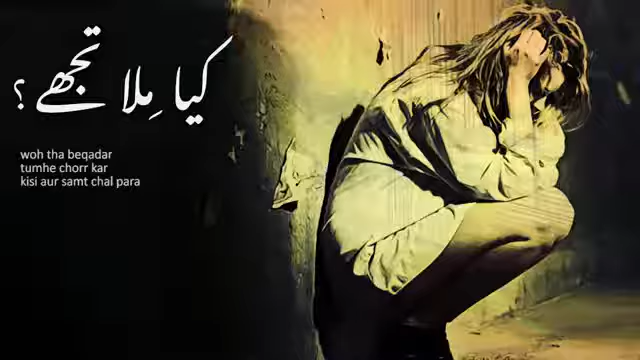 کیا مِلا تجھے ؟
woh tha beqadar
tumhe chorr kar
kisi aur samt chal para